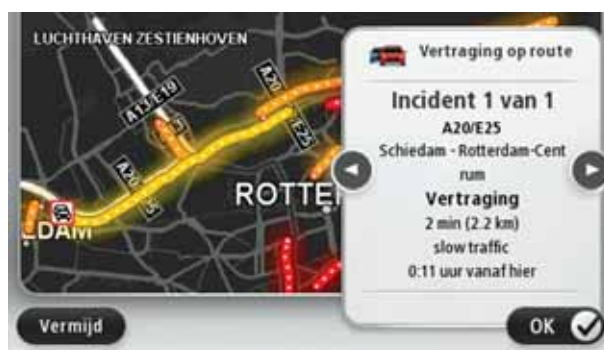 LUCHTHAVEN ZESTIENHOVEN
A13 E19
A20
E25
A20
ROTTE
DAM
Vertraging op route
Incident 1 van 1
A20/E25
Schiedam - Rotterdam-Cent
rum
Vertraging
2 min (2.2 km)
slow traffic
0:11 uur vanaf hier
Vermijd
OK